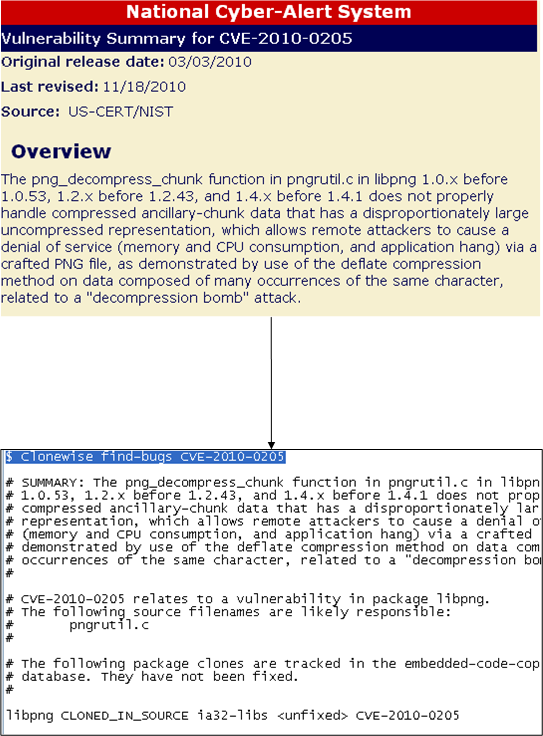 National Cyber-Alert System
Vulnerability Summary for CVE-2010-0205
Original release date: 03/03/2010
Last revised: 11/18/2010
Source: US-CERT/NIST
Overview
The png_decompress_chunk function in pngrutil.c in libpng 1.0.x before
1.0.53, 1.2.x before 1.2.43, and 1.4.x before 1.4.1 does not properly
handle compressed ancillary-chunk data that has a disproportionately large
uncompressed representation, which allows remote attackers to cause a
denial of service (memory and CPU consumption, and application hang) via a
crafted PNG file, as demonstrated by use of the deflate compression
method on data composed of many occurrences of the same character,
related to a "decompression bomb" attack.
$ Clonewise find-bugs CVE-2010-0205
# SUMMARY: The png_decompress_chunk function in pngrutil.c in libpn
# 1.0.53, 1.2.x before 1.2.43, and 1.4.x before 1.4.1 does not prop
# compressed ancillary-chunk data that has a disproportionately lar
# representation, which allows remote attackers to cause a denial o
# (memory and CPU consumption, and application hang) via a crafted
# demonstrated by use of the deflate compression method on data com
# occurrences of the same character, related to a "decompression bo
#
# CVE-2010-0205 relates to a vulnerability in package libpng.
# The following source filenames are likely responsible:
# pngrutil.c
#
# The following package clones are tracked in the embedded-code-cop
# database. They have not been fixed.
#
libpng CLONED_IN_SOURCE ia32-libs <unfixed> CVE-2010-0205